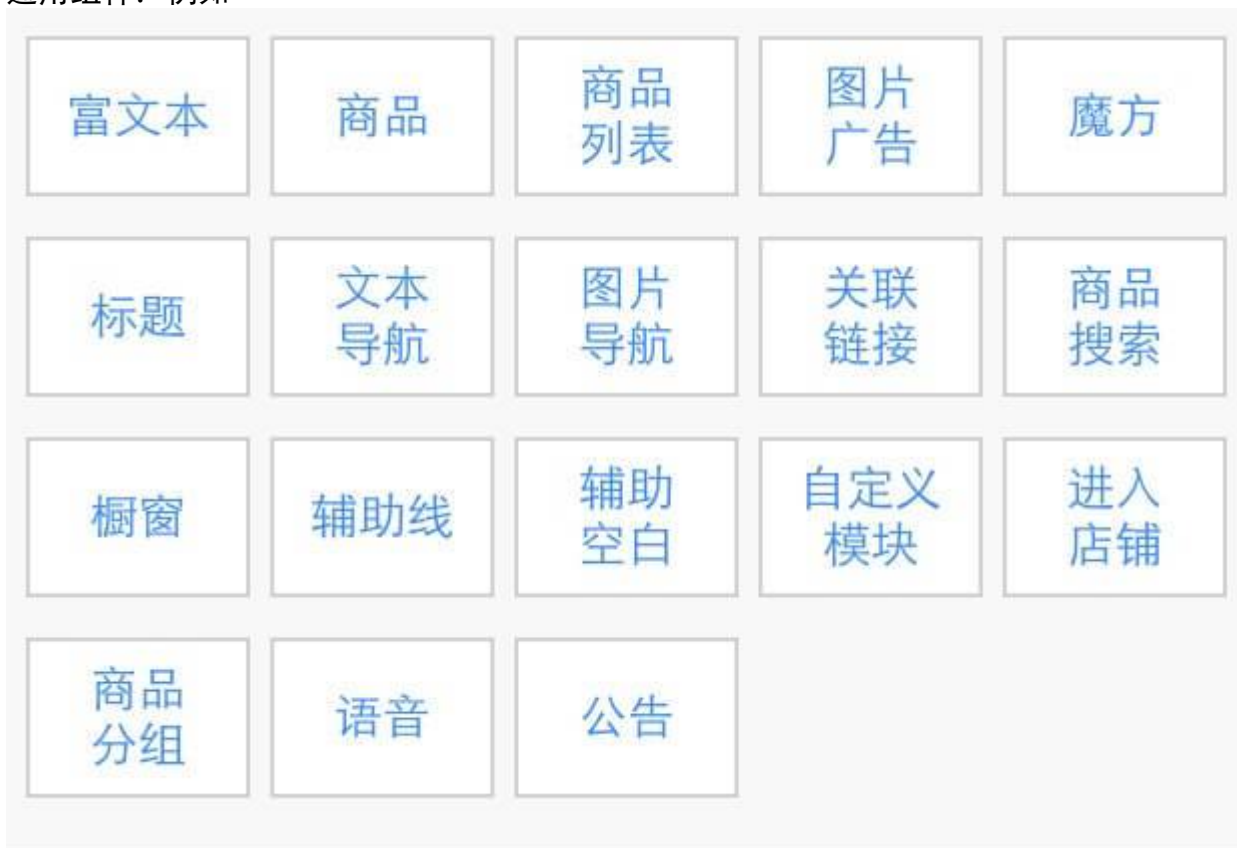 富文本
商品
商品
列表
图片
广告
魔方
标题
文本
导航
图片
导航
关联
链接
商品
搜索
橱窗
辅助线
辅助
空白
自定义
模块
进入
店铺
商品
分组
语音
公告